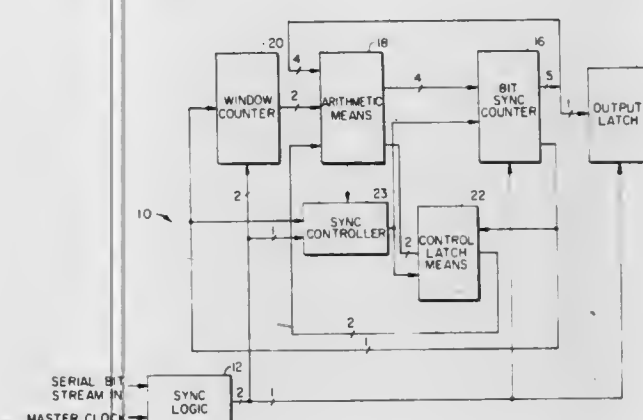 20
18
16
4
4
5
WINDOW
COUNTER
2
ARITHMETIC
MEANS
BIT
SYNC
COUNTER
1
OUTPUT
LATCH
2
23
22
10
SYNC
CONTROLLER
1
2
CONTROL
LATCH
MEANS
2
1
12
SERIAL BIT
STREAM IN
SYNC
LOGIC
2
1
MASTER CLOCK